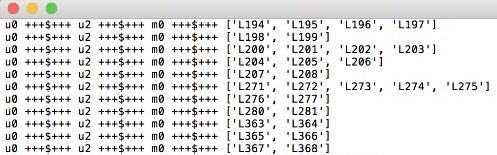 u0 +++$+++ u2 +++$+++ m0 +++$+++ ['L194', 'L195', 'L196', 'L197']
u0 +++$+++ u2 +++$+++ m0 +++$+++ ['L198', 'L199']
u0 +++$+++ u2 +++$+++ m0 +++$+++ ['L200', 'L201', 'L202', 'L203']
u0 +++$+++ u2 +++$+++ m0 +++$+++ ['L204', 'L205', 'L206']
u0 +++$+++ u2 +++$+++ m0 +++$+++ ['L207', 'L208']
u0 +++$+++ u2 +++$+++ m0 +++$+++ ['L271', 'L272', 'L273', 'L274', 'L275']
u0 +++$+++ u2 +++$+++ m0 +++$+++ ['L276', 'L277']
u0 +++$+++ u2 +++$+++ m0 +++$+++ ['L280', 'L281']
u0 +++$+++ u2 +++$+++ m0 +++$+++ ['L363', 'L364']
u0 +++$+++ u2 +++$+++ m0 +++$+++ ['L365', 'L366']
u0 +++$+++ u2 +++$+++ m0 +++$+++ ['L367', 'L368']